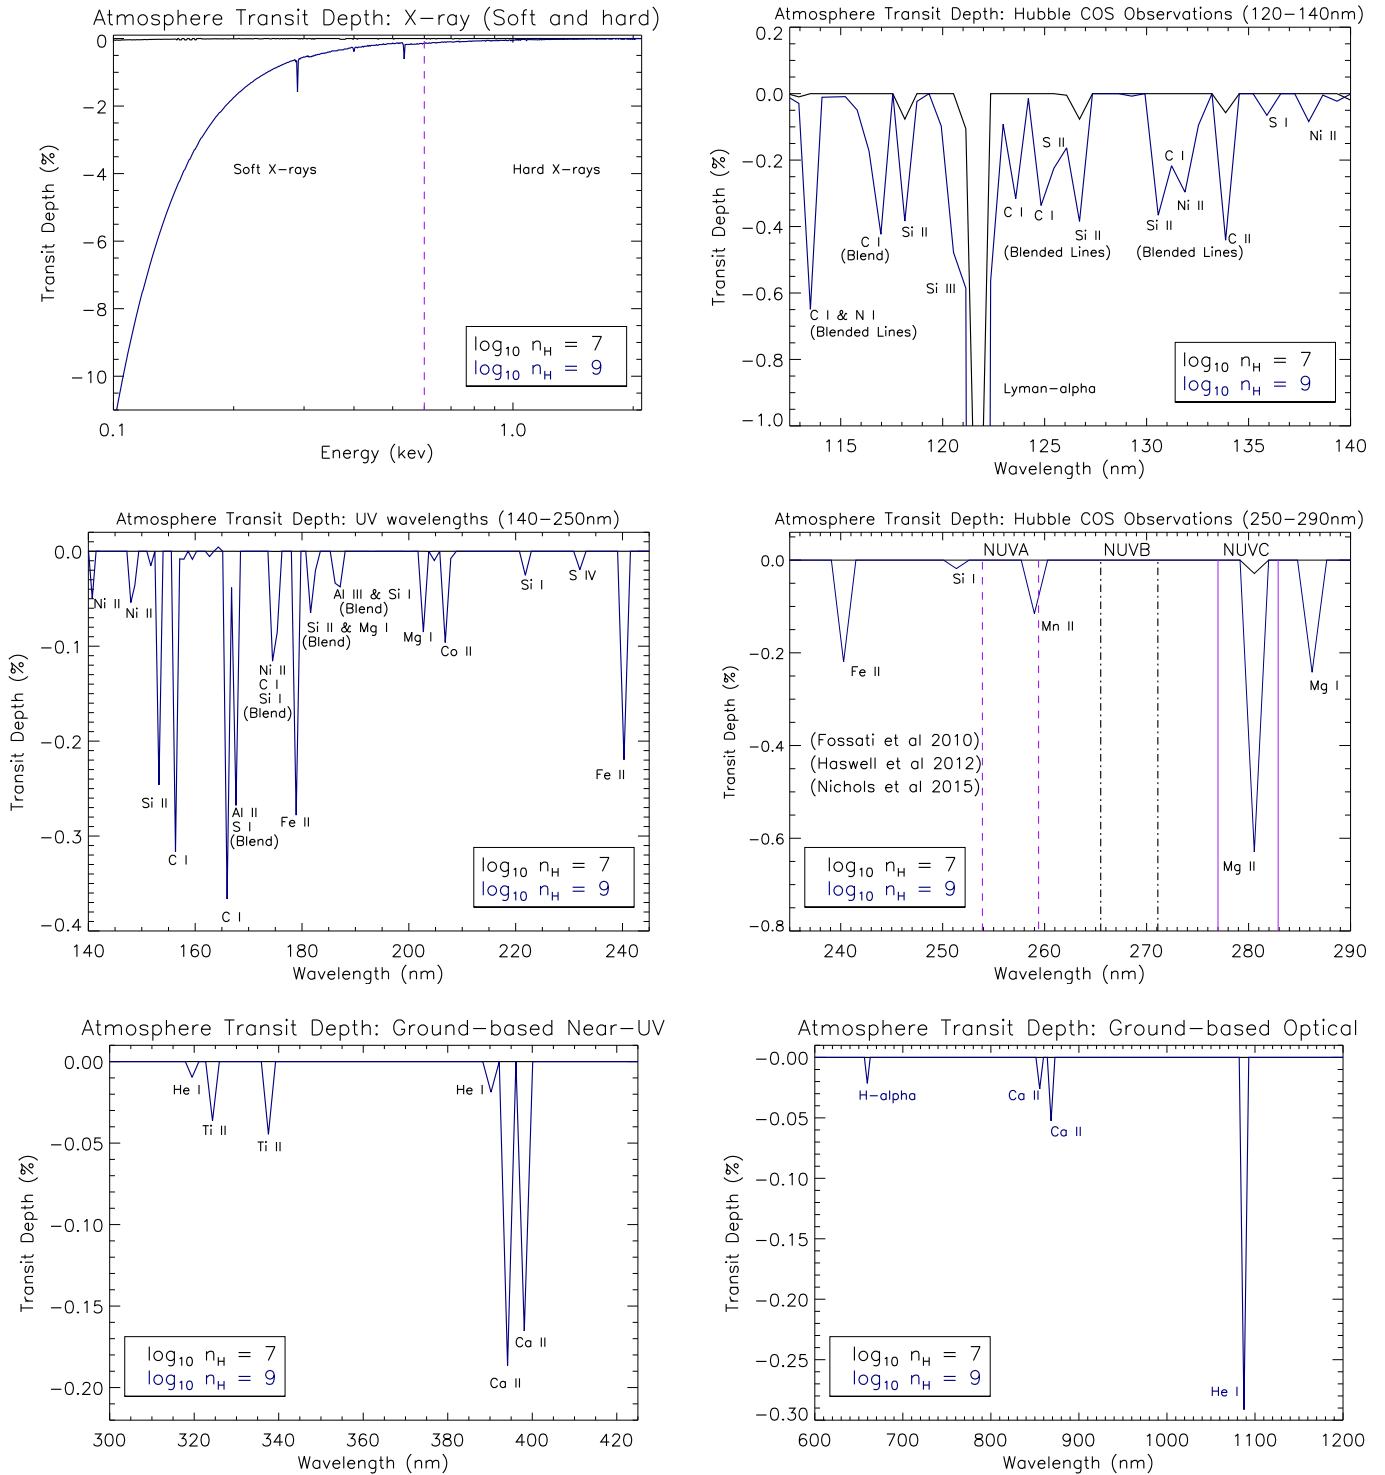 Atmosphere Transit Depth: X-ray (Soft and hard)
0
-2
-4
-6
-8
-10
Transit Depth (%)
Soft X-rays
Hard X-rays
log10 nH = 7
log10 nH = 9
0.1
1.0
Energy (kev)
Atmosphere Transit Depth: Hubble COS Observations (120-140nm)
0.2
0.0
-0.2
-0.4
-0.6
-0.8
-1.0
Transit Depth (%)
S I
Ni II
S II
C I
C I
C I
Ni II
Si II
Si II
Si II
C I
(Blend)
C II
(Blended Lines)
(Blended Lines)
Si III
C I & N I
(Blended Lines)
Lyman-alpha
log10 nH = 7
log10 nH = 9
115
120
125
130
135
140
Wavelength (nm)
Atmosphere Transit Depth: UV wavelengths (140-250nm)
0.0
-0.1
-0.2
-0.3
-0.4
Transit Depth (%)
Ni II
Ni II
Al III & Si I
(Blend)
Si II & Mg I
(Blend)
Mg I
Co II
Si I
S IV
Ni II
C I
Si I
(Blend)
Fe II
Si II
Al II
S I
(Blend)
Fe II
C I
C I
log10 nH = 7
log10 nH = 9
140
160
180
200
220
240
Wavelength (nm)
Atmosphere Transit Depth: Hubble COS Observations (250-290nm)
NUVA
NUVB
NUVC
0.0
-0.2
-0.4
-0.6
-0.8
Transit Depth (%)
Si I
Mn II
Fe II
Mg I
(Fossati et al 2010)
(Haswell et al 2012)
(Nichols et al 2015)
Mg II
log10 nH = 7
log10 nH = 9
240
250
260
270
280
290
Wavelength (nm)
Atmosphere Transit Depth: Ground-based Near-UV
0.00
-0.05
-0.10
-0.15
-0.20
Transit Depth (%)
He I
Ti II
Ti II
He I
Ca II
Ca II
log10 nH = 7
log10 nH = 9
300
320
340
360
380
400
420
Wavelength (nm)
Atmosphere Transit Depth: Ground-based Optical
-0.00
-0.05
-0.10
-0.15
-0.20
-0.25
-0.30
Transit Depth (%)
H-alpha
Ca II
Ca II
He I
log10 nH = 7
log10 nH = 9
600
700
800
900
1000
1100
1200
Wavelength (nm)